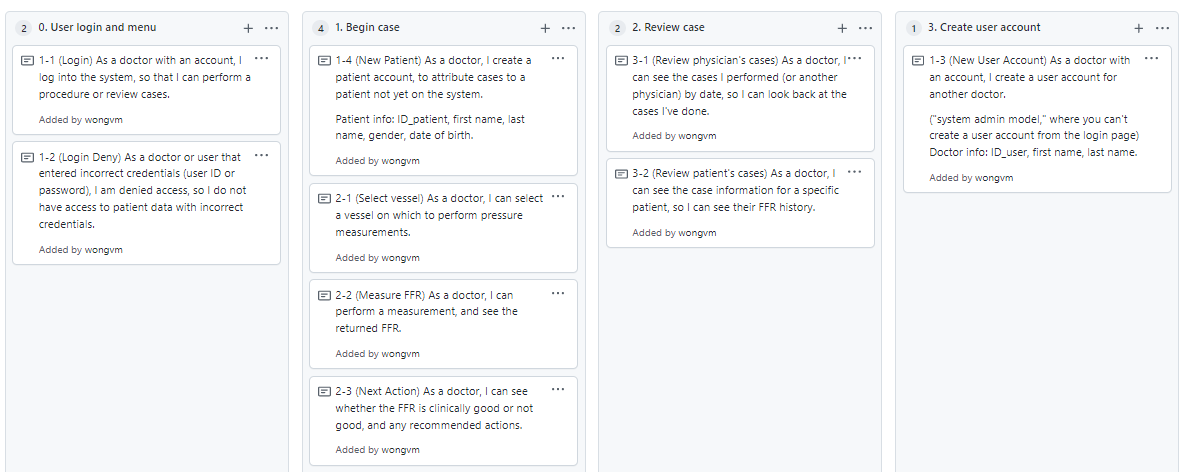 2 0. User login and menu
1-1 (Login) As a doctor with an account, I
log into the system, so that I can perform a
procedure or review cases.
Added by wongvm
1-2 (Login Deny) As a doctor or user that
entered incorrect credentials (user ID or
password), I am denied access, so I do not
have access to patient data with incorrect
credentials.
Added by wongvm
4 1. Begin case
1-4 (New Patient) As a doctor, I create a
patient account, to attribute cases to a
patient not yet on the system.
Patient info: ID_patient, first name, last
name, gender, date of birth.
Added by wongvm
2-1 (Select vessel) As a doctor, I can select
a vessel on which to perform pressure
measurements.
Added by wongvm
2-2 (Measure FFR) As a doctor, I can
perform a measurement, and see the
returned FFR.
Added by wongvm
2-3 (Next Action) As a doctor, I can see
whether the FFR is clinically good or not
good, and any recommended actions.
Added by wongvm
2 2. Review case
3-1 (Review physician's cases) As a doctor, I
can see the cases I performed (or another
physician) by date, so I can look back at the
cases I've done.
Added by wongvm
3-2 (Review patient's cases) As a doctor, I
can see the case information for a specific
patient, so I can see their FFR history.
Added by wongvm
1 3. Create user account
1-3 (New User Account) As a doctor with
an account, I create a user account for
another doctor.
("system admin model," where you can't
create a user account from the login page)
Doctor info: ID_user, first name, last name.
Added by wongvm